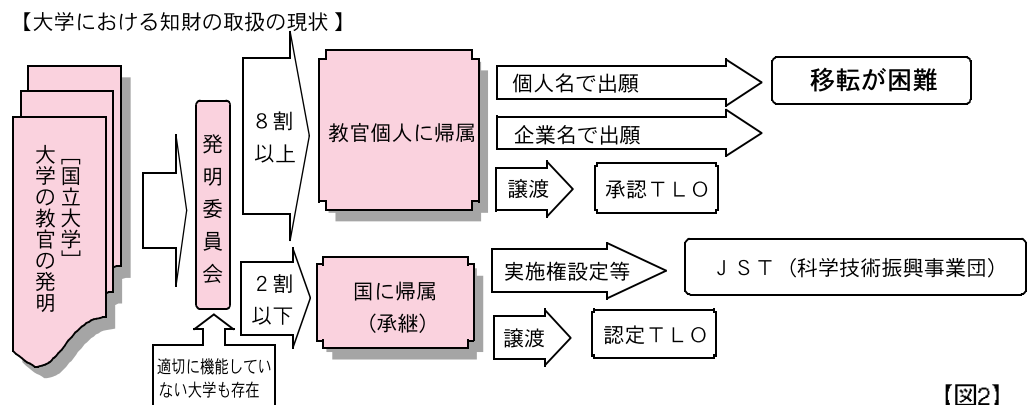 【大学における知財の取扱の現状 】
[国立大学]
大学の教官の発明
発明委員会
適切に機能してい
ない大学も存在
８割
以上
教官個人に帰属
個人名で出願
移転が困難
企業名で出願
譲渡
承認ＴＬＯ
２割
以下
国に帰属
（承継）
実施権設定等
ＪＳＴ（科学技術振興事業団）
譲渡
認定ＴＬＯ
【図2】